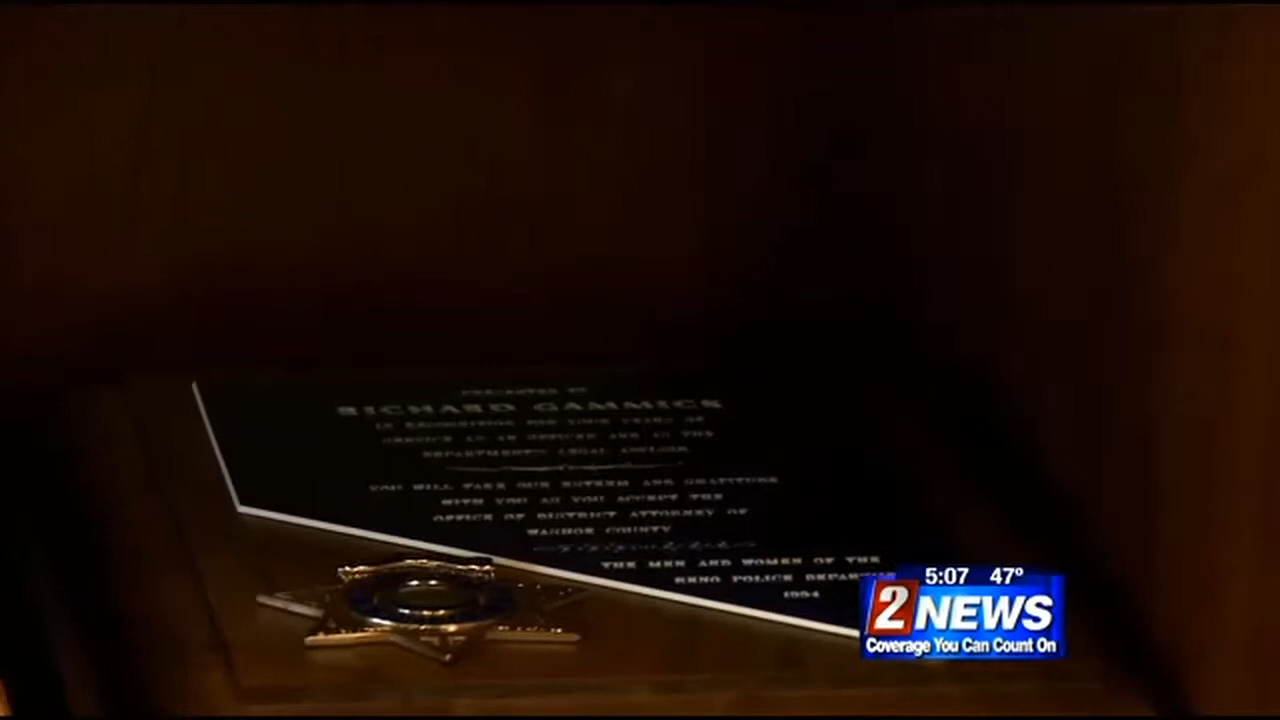 PRESENTED TO
RICHARD GAMMICK
IN RECOGNITION FOR YOUR YEARS OF
SERVICE AS AN OFFICER AND AS THE
DEPARTMENT'S LEGAL ADVISOR
YOU WILL TAKE OUR ESTEEM AND GRATITUDE
WITH YOU AS YOU ACCEPT THE
OFFICE OF DISTRICT ATTORNEY OF
WASHOE COUNTY
THE MEN AND WOMEN OF THE
RENO POLICE
1994
5:07 47°
2 NEWS
Coverage You Can Count On